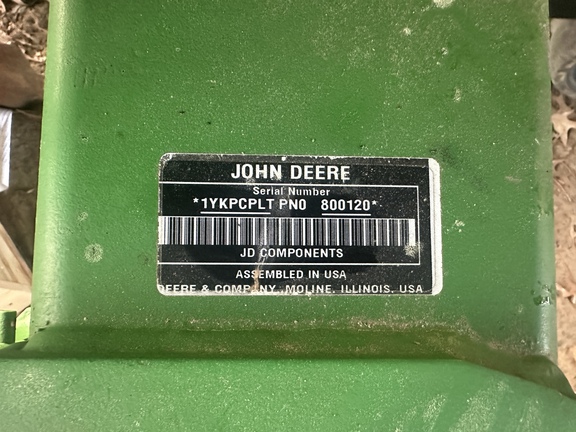 JOHN DEERE
Serial Number
*1YKPCPLT PN0 800120*
JD COMPONENTS
ASSEMBLED IN USA
DEERE & COMPANY MOLINE, ILLINOIS, USA